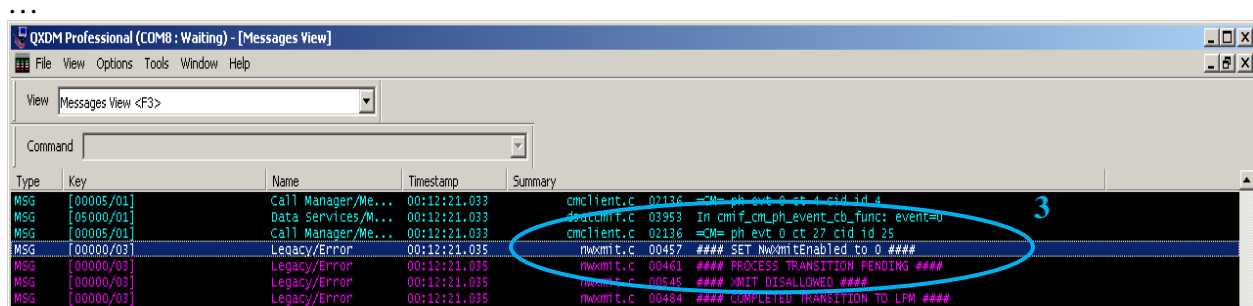 ...
QXDM Professional (COM8 : Waiting) - [Messages View]
File View Options Tools Window Help
View Messages View <F3>
Command
Type Key Name Timestamp Summary
MSG [00005/01] Call Manager/Me... 00:12:21.033 cmclient.c 02136 =CM= ph evt 0 ct 4 cid id 4
MSG [05000/01] Data Services/M... 00:12:21.033 dsatcmif.c 03953 In cmif_cm_ph_event_cb_func: event=0
MSG [00005/01] Call Manager/Me... 00:12:21.033 cmclient.c 02136 =CM= ph evt 0 ct 27 cid id 25
MSG [00000/03] Legacy/Error 00:12:21.035 nwxmit.c 00457 #### SET NwXmitEnabled to 0 ####
MSG [00000/03] Legacy/Error 00:12:21.035 nwxmit.c 00461 #### PROCESS TRANSITION PENDING ####
MSG [00000/03] Legacy/Error 00:12:21.035 nwxmit.c 00545 #### XMIT DISALLOWED ####
MSG [00000/03] Legacy/Error 00:12:21.035 nwxmit.c 00484 #### COMPLETED TRANSITION TO LPM ####
3